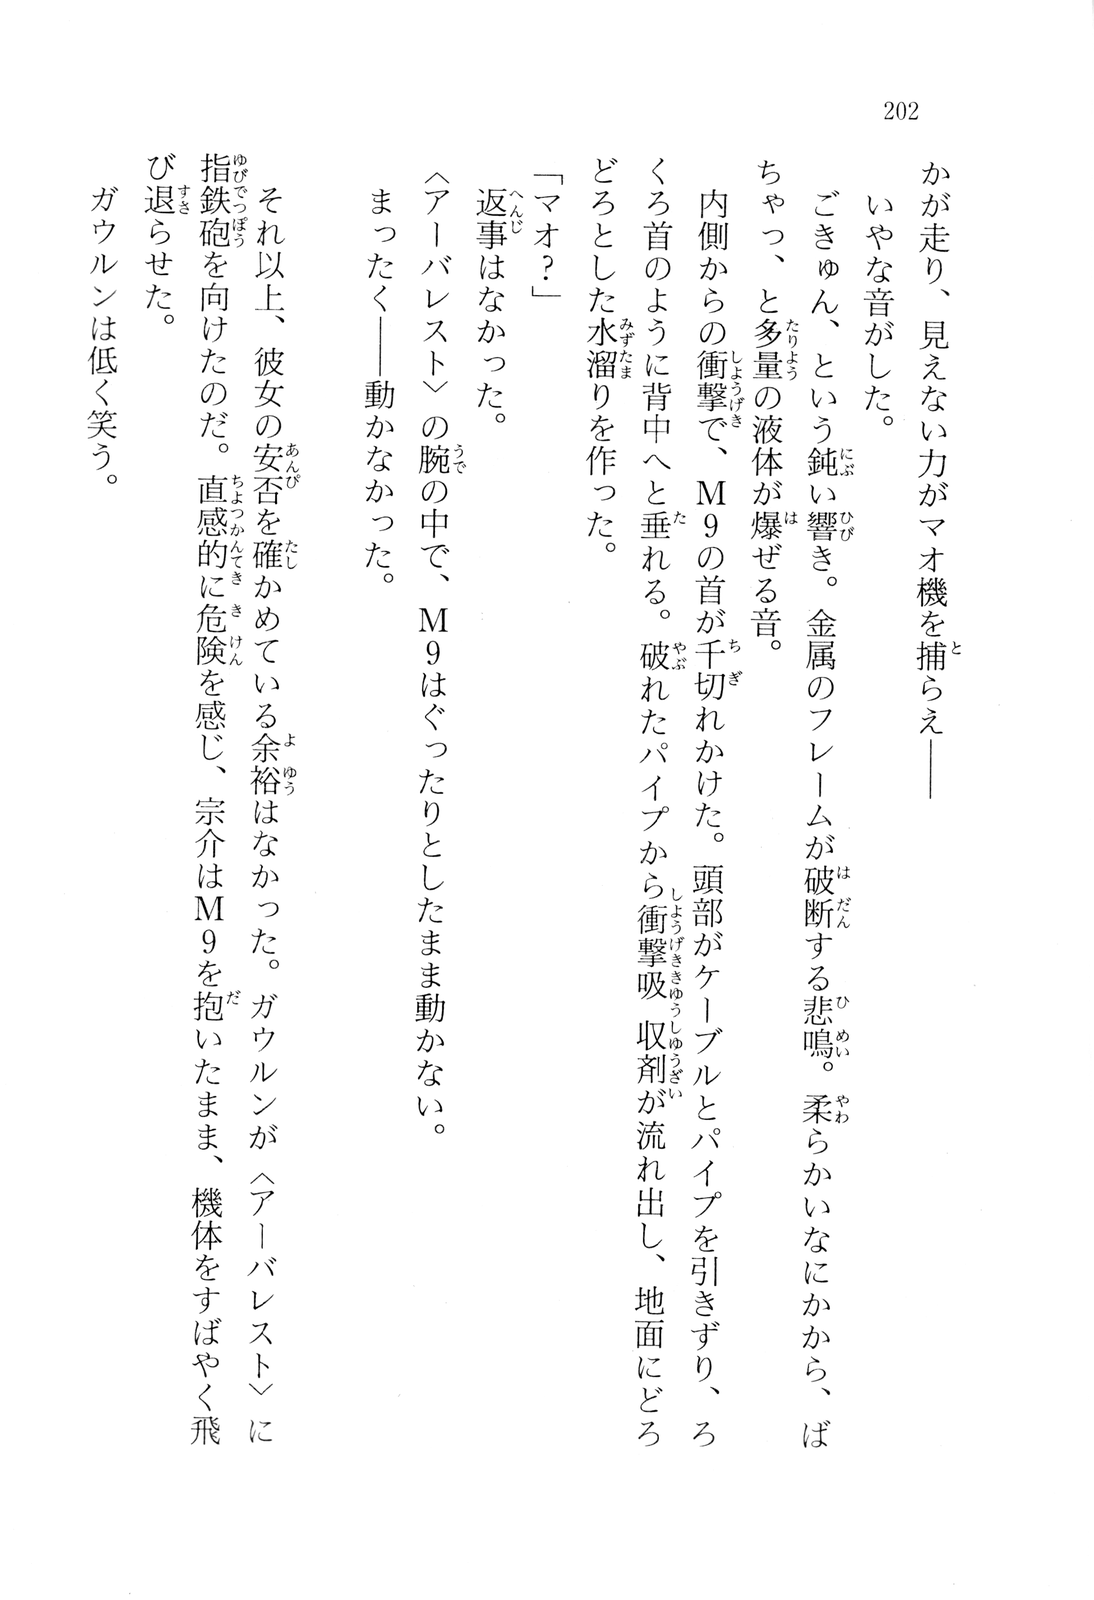 202
かが走り、見えない力がマオ機を捕らえ――
いやな音がした。
ごきゅん、という鈍い響き。金属のフレームが破断する悲鳴。柔らかいなにかから、ば
ちゃっ、と多量の液体が爆ぜる音。
内側からの衝撃で、M9の首が千切れかけた。頭部がケーブルとパイプを引きずり、ろ
くろ首のように背中へと垂れる。破れたパイプから衝撃吸収剤が流れ出し、地面にどろ
どろとした水溜りを作った。
「マオ?」
返事はなかった。
〈アーバレスト〉の腕の中で、M9はぐったりとしたまま動かない。
まったく――動かなかった。
それ以上、彼女の安否を確かめている余裕はなかった。ガウルンが〈アーバレスト〉に
指鉄砲を向けたのだ。直感的に危険を感じ、宗介はM9を抱いたまま、機体をすばやく飛
び退らせた。
ガウルンは低く笑う。